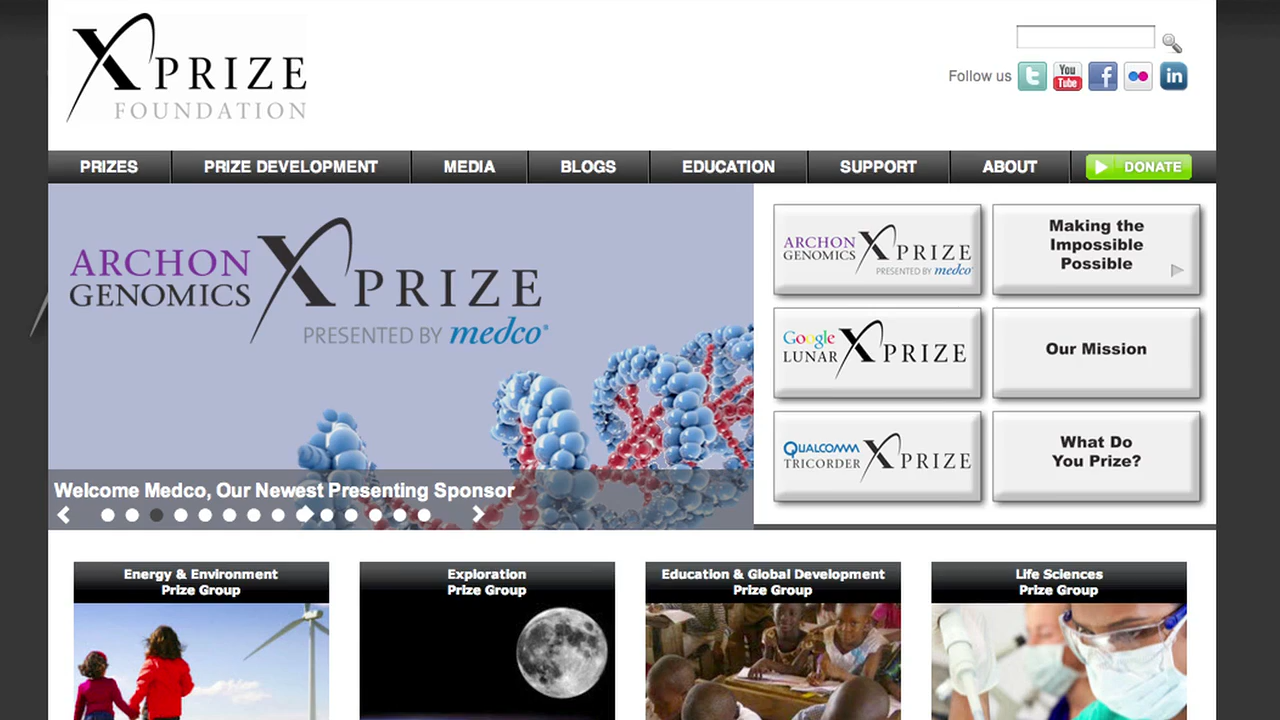 X PRIZE
FOUNDATION
Follow us
You
Tube
f
in
PRIZES
PRIZE DEVELOPMENT
MEDIA
BLOGS
EDUCATION
SUPPORT
ABOUT
DONATE
ARCHON
GENOMICS
X PRIZE
PRESENTED BY medco®
Welcome Medco, Our Newest Presenting Sponsor
ARCHON
GENOMICS
X PRIZE
PRESENTED BY medco
Making the
Impossible
Possible
Google
LUNAR
X PRIZE
Our Mission
QUALCOMM
TRICORDER
X PRIZE
What Do
You Prize?
Energy & Environment
Prize Group
Exploration
Prize Group
Education & Global Development
Prize Group
Life Sciences
Prize Group